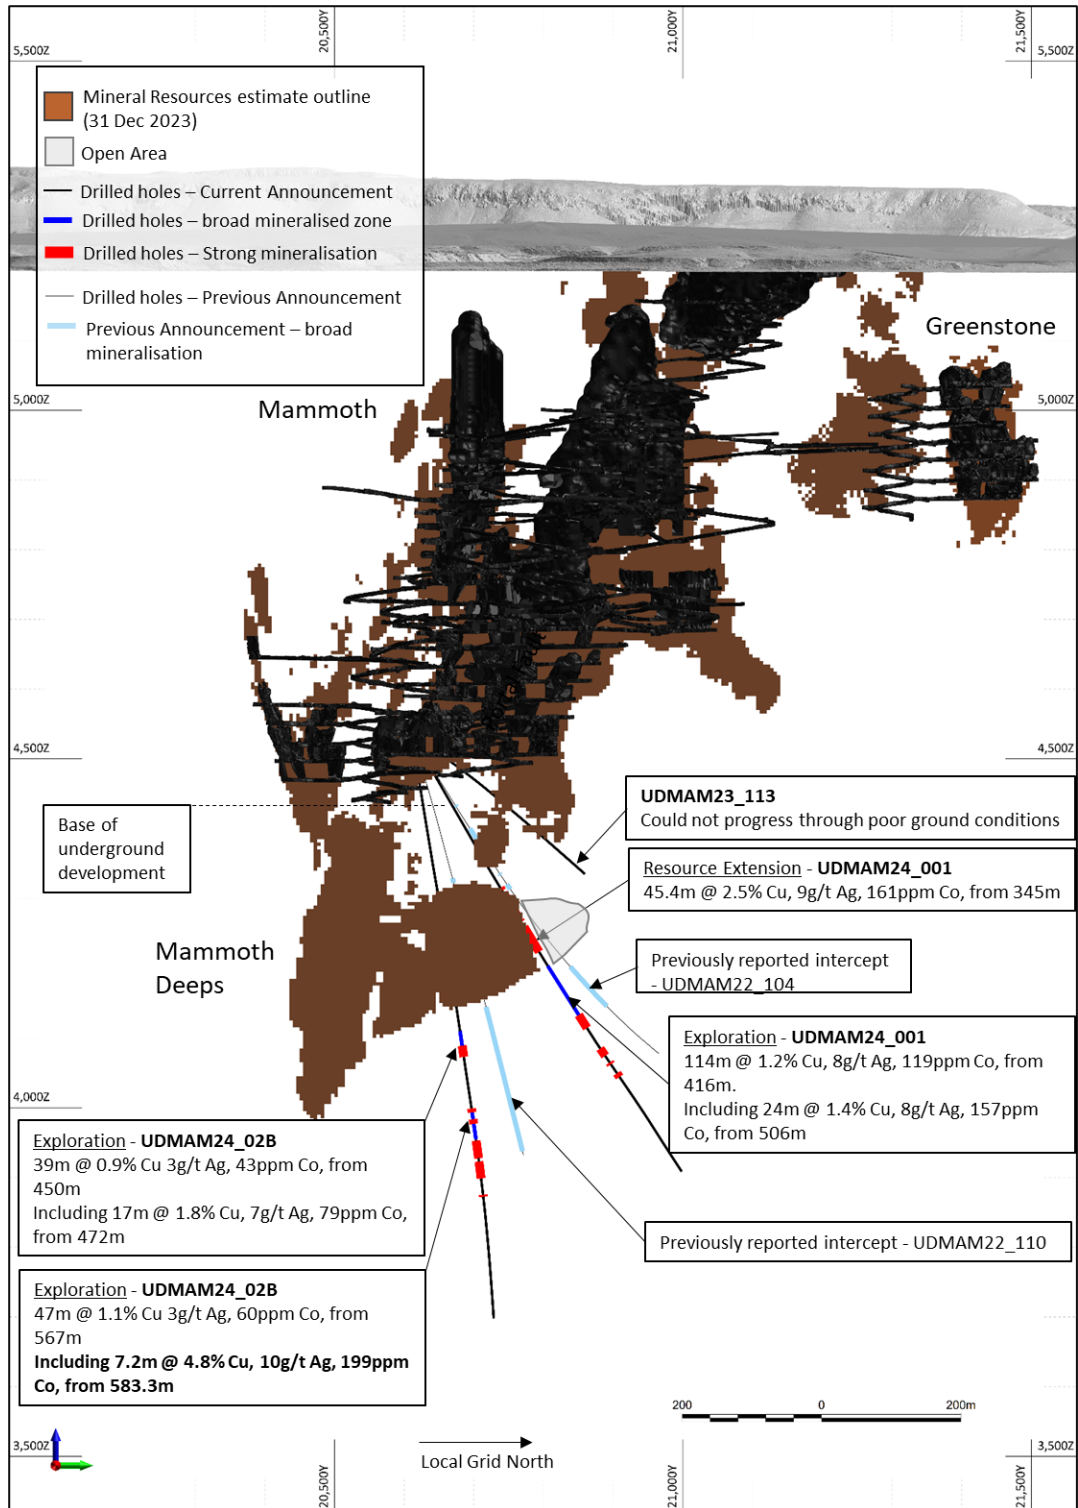 20,500Y
21,000Y
21,500Y
5,500Z
5,500Z
Mineral Resources estimate outline
(31 Dec 2023)
Open Area
Drilled holes – Current Announcement
Drilled holes – broad mineralised zone
Drilled holes – Strong mineralisation
Drilled holes – Previous Announcement
Previous Announcement – broad
mineralisation
Greenstone
Mammoth
5,000Z
5,000Z
Portal Fault
4,500Z
4,500Z
UDMAM23_113
Could not progress through poor ground conditions
Base of
underground
development
Resource Extension - UDMAM24_001
45.4m @ 2.5% Cu, 9g/t Ag, 161ppm Co, from 345m
Mammoth
Deeps
Previously reported intercept
- UDMAM22_104
Exploration - UDMAM24_001
114m @ 1.2% Cu, 8g/t Ag, 119ppm Co, from
416m.
Including 24m @ 1.4% Cu, 8g/t Ag, 157ppm
Co, from 506m
4,000Z
Exploration - UDMAM24_02B
39m @ 0.9% Cu 3g/t Ag, 43ppm Co, from
450m
Including 17m @ 1.8% Cu, 7g/t Ag, 79ppm Co,
from 472m
Previously reported intercept - UDMAM22_110
Exploration - UDMAM24_02B
47m @ 1.1% Cu 3g/t Ag, 60ppm Co, from
567m
Including 7.2m @ 4.8% Cu, 10g/t Ag, 199ppm
Co, from 583.3m
200 0 200m
3,500Z
3,500Z
Local Grid North
20,500Y
21,000Y
21,500Y